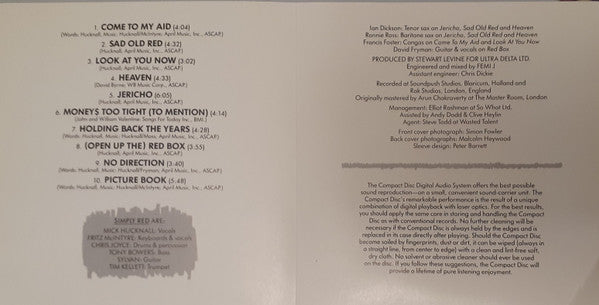 1. COME TO MY AID (4:04)
(Words: Hucknall, Music: Hucknall/McIntyre, April Music, Inc., ASCAP)
2. SAD OLD RED (4:32)
(Hucknall, April Music, Inc., ASCAP)
3. LOOK AT YOU NOW (3:02)
(Hucknall, April Music, Inc., ASCAP)
4. HEAVEN (4:33)
(David Byrne; WB Music Corp., ASCAP)
5. JERICHO (6:05)
(Hucknall; April Music, Inc., ASCAP)
6. MONEY$ TOO TIGHT (TO MENTION) (4:14)
(John and William Valentine; Songs For Today Inc., BMI.)
7. HOLDING BACK THE YEARS (4:28)
(Words: Hucknall, Music: Hucknall/Moss; April Music, Inc., ASCAP)
8. (OPEN UP THE) RED BOX (3:55)
(Hucknall; April Music, Inc., ASCAP)
9. NO DIRECTION (3:40)
(Words: Hucknall, Music: Hucknall/Fryman, April Music, Inc., ASCAP)
10. PICTURE BOOK (5:48)
(Words: Hucknall, Music: Hucknall/McIntyre, April Music, Inc., ASCAP)
SIMPLY RED ARE:
MICK HUCKNALL: Vocals
FRITZ McINTYRE: Keyboards & vocals
CHRIS JOYCE: Drums & percussion
TONY BOWERS: Bass
SYLVAN: Guitar
TIM KELLETT: Trumpet
Ian Dickson: Tenor sax on Jericho, Sad Old Red and Heaven
Ronnie Ross: Baritone sax on Jericho, Sad Old Red and Heaven
Francis Foster: Congas on Come To My Aid and Look At You Now
David Fryman: Guitar & vocals on Red Box
PRODUCED BY STEWART LEVINE FOR ULTRA DELTA LTD.
Engineered and mixed by FEMI J
Assistant engineer: Chris Dickie
Recorded at Soundpush Studios, Blaricum, Holland and
Rak Studios, London, England
Originally mastered by Arun Chakraverty at The Master Room, London
Management: Elliot Rashman at So What Ltd.
Assisted by Andy Dodd & Clive Heylin
Agent: Steve Todd at Wasted Talent
Front cover photograph: Simon Fowler
Back cover photographs: Malcolm Heywood
Sleeve design: Peter Barrett
The Compact Disc Digital Audio System offers the best possible
sound reproduction—on a small, convenient sound-carrier unit. The
Compact Disc's remarkable performance is the result of a unique
combination of digital playback with laser optics. For the best results,
you should apply the same care in storing and handling the Compact
Disc as with conventional records. No further cleaning will be
necessary if the Compact Disc is always held by the edges and is
replaced in its case directly after playing. Should the Compact Disc
become soiled by fingerprints, dust or dirt, it can be wiped (always in
a straight line, from center to edge) with a clean and lint-free soft,
dry cloth. No solvent or abrasive cleaner should ever be used
on the disc. If you follow these suggestions, the Compact Disc will
provide a lifetime of pure listening enjoyment.